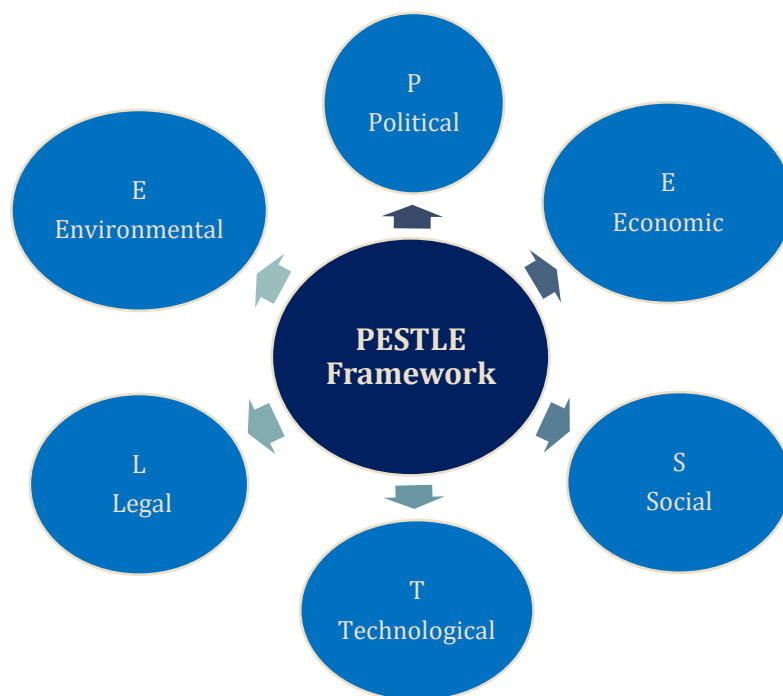 P
Political
E
Economic
S
Social
T
Technological
L
Legal
E
Environmental
PESTLE
Framework